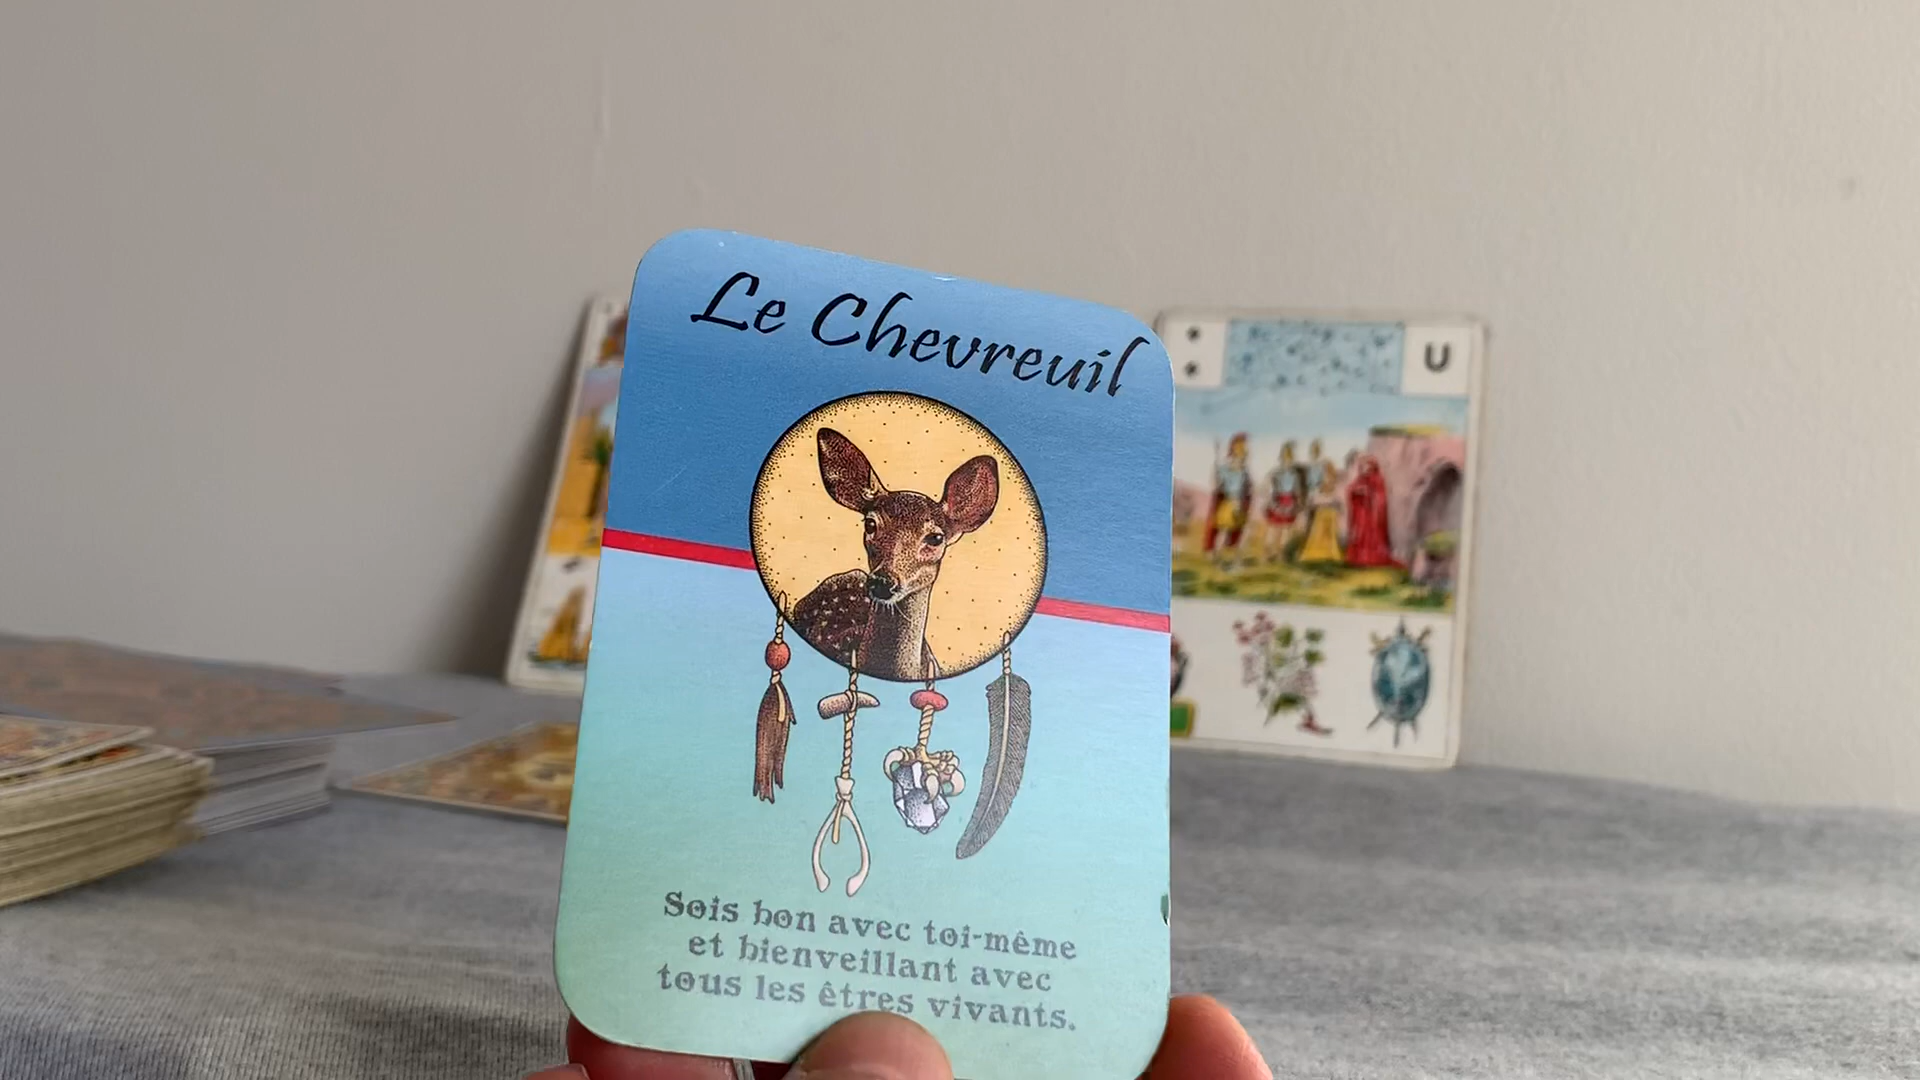 Le Chevreuil
U
Sois bon avec toi-même
et bienveillant avec
tous les êtres vivants.